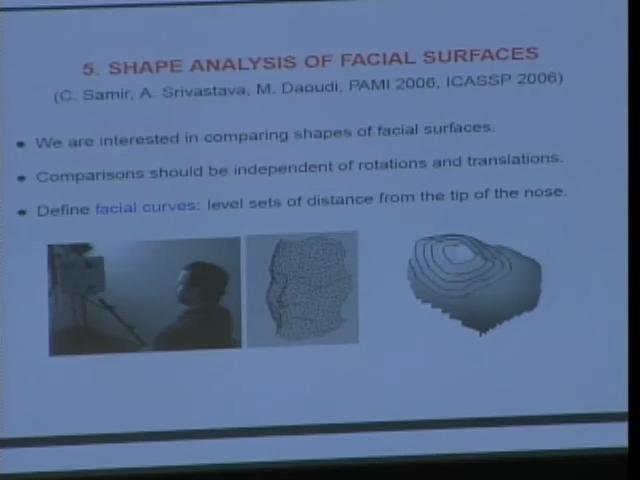 5. SHAPE ANALYSIS OF FACIAL SURFACES
(C. Samir, A. Srivastava, M. Daoudi, PAMI 2006, ICASSP 2006)
• We are interested in comparing shapes of facial surfaces.
• Comparisons should be independent of rotations and translations.
• Define facial curves: level sets of distance from the tip of the nose.